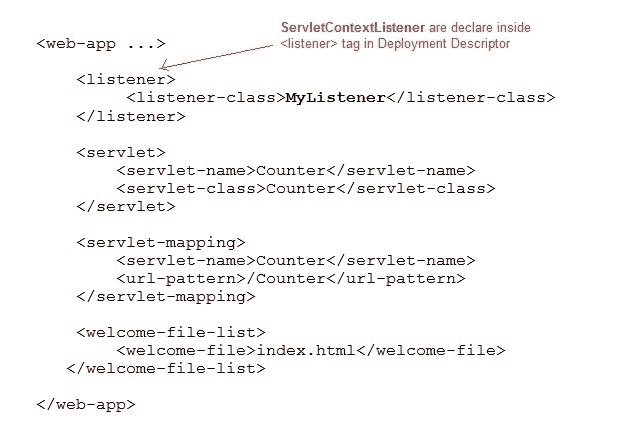 ServletContextListener are declare inside
<listener> tag in Deployment Descriptor
<web-app ...>
<listener>
<listener-class>MyListener</listener-class>
</listener>
<servlet>
<servlet-name>Counter</servlet-name>
<servlet-class>Counter</servlet-class>
</servlet>
<servlet-mapping>
<servlet-name>Counter</servlet-name>
<url-pattern>/Counter</url-pattern>
</servlet-mapping>
<welcome-file-list>
<welcome-file>index.html</welcome-file>
</welcome-file-list>
</web-app>